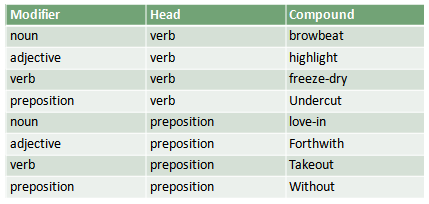 Modifier Head Compound
noun verb browbeat
adjective verb highlight
verb verb freeze-dry
preposition verb Undercut
noun preposition love-in
adjective preposition Forthwith
verb preposition Takeout
preposition preposition Without